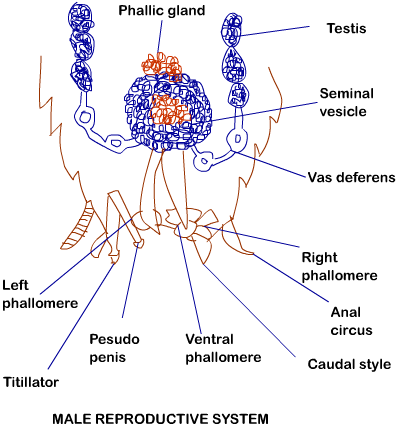 Phallic gland
Testis
Seminal
vesicle
Vas deferens
Right
phallomere
Left
phallomere
Anal
circus
Pesudo
penis
Ventral
phallomere
Caudal style
Titillator
MALE REPRODUCTIVE SYSTEM